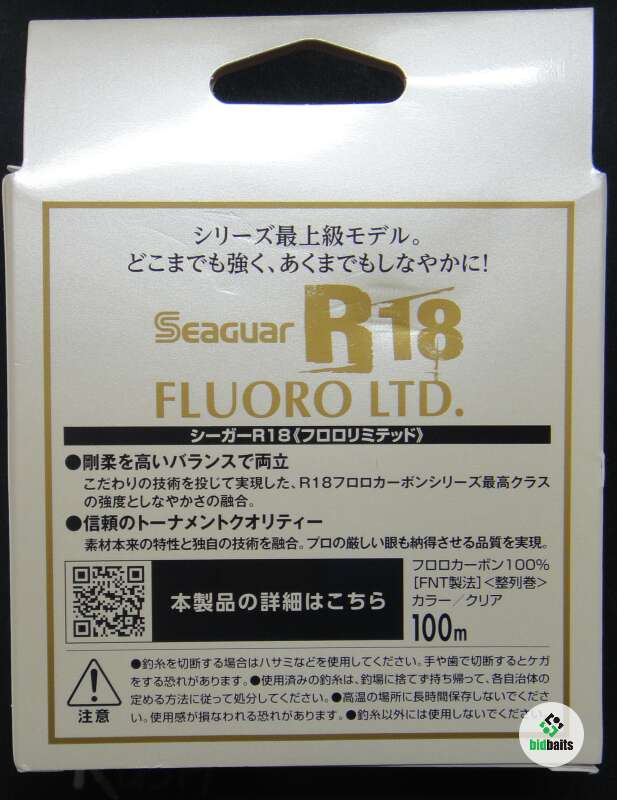 シリーズ最上級モデル。
どこまでも強く、あくまでもしなやかに!
Seaguar R18
FLUORO LTD.
シーガーR18《フロロリミテッド》
●剛柔を高いバランスで両立
こだわりの技術を投じて実現した、R18フロロカーボンシリーズ最高クラス
の強度としなやかさの融合。
●信頼のトーナメントクオリティー
素材本来の特性と独自の技術を融合。プロの厳しい眼も納得させる品質を実現。
本製品の詳細はこちら
フロロカーボン100%
[FNT製法]<整列巻>
カラー/クリア
100m
注意
●釣糸を切断する場合はハサミなどを使用してください。手や歯で切断するとケガ
をする恐れがあります。●使用済みの釣糸は、釣場に捨てず持ち帰って、各自治体の
定める方法に従って処分してください。●高温の場所に長時間保存しないでくださ
い。使用感が損なわれる恐れがあります。●釣糸以外には使用しないでください。
bidbaits